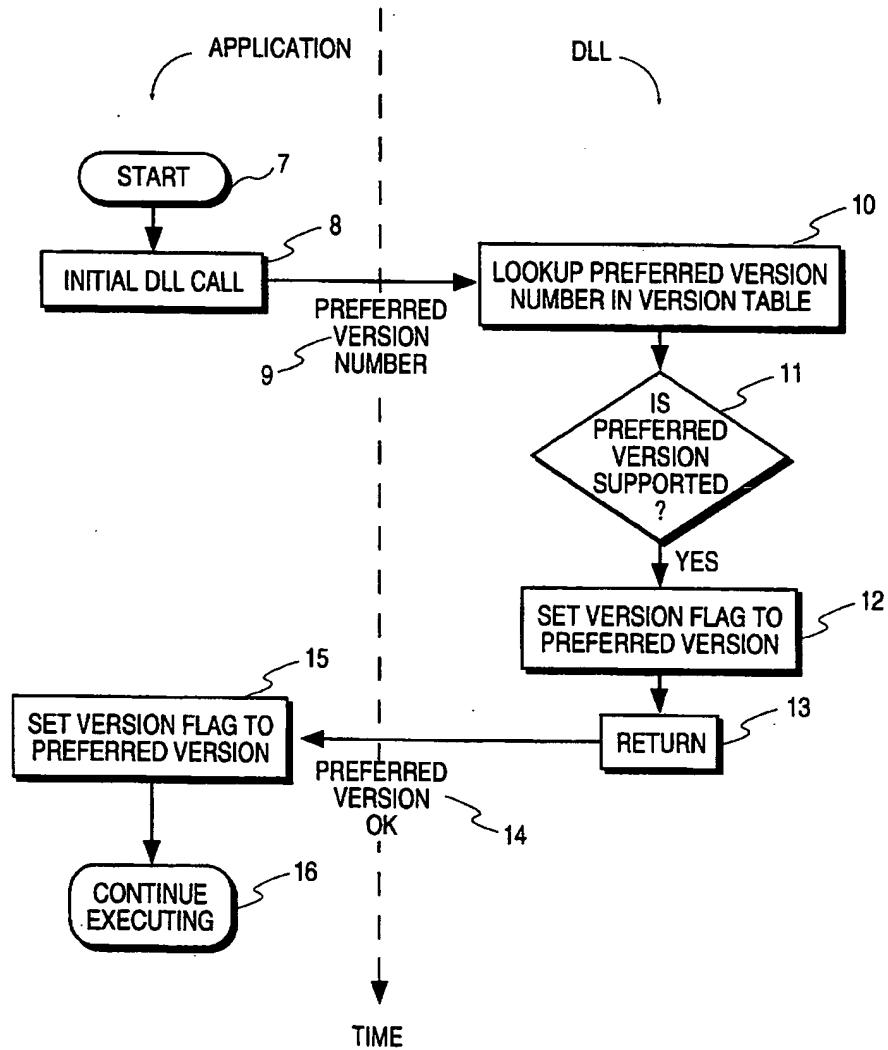 APPLICATION
DLL
START
7
8
INITIAL DLL CALL
PREFERRED
VERSION
NUMBER
9
10
LOOKUP PREFERRED VERSION
NUMBER IN VERSION TABLE
11
IS
PREFERRED
VERSION
SUPPORTED
?
YES
12
SET VERSION FLAG TO
PREFERRED VERSION
13
RETURN
PREFERRED
VERSION
OK
14
15
SET VERSION FLAG TO
PREFERRED VERSION
16
CONTINUE
EXECUTING
TIME